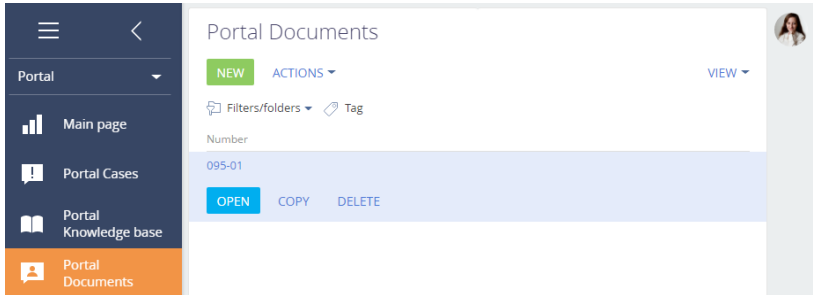 Portal
Main page
Portal Cases
Portal
Knowledge base
Portal
Documents
Portal Documents
NEW ACTIONS VIEW
Filters/folders Tag
Number
095-01
OPEN COPY DELETE